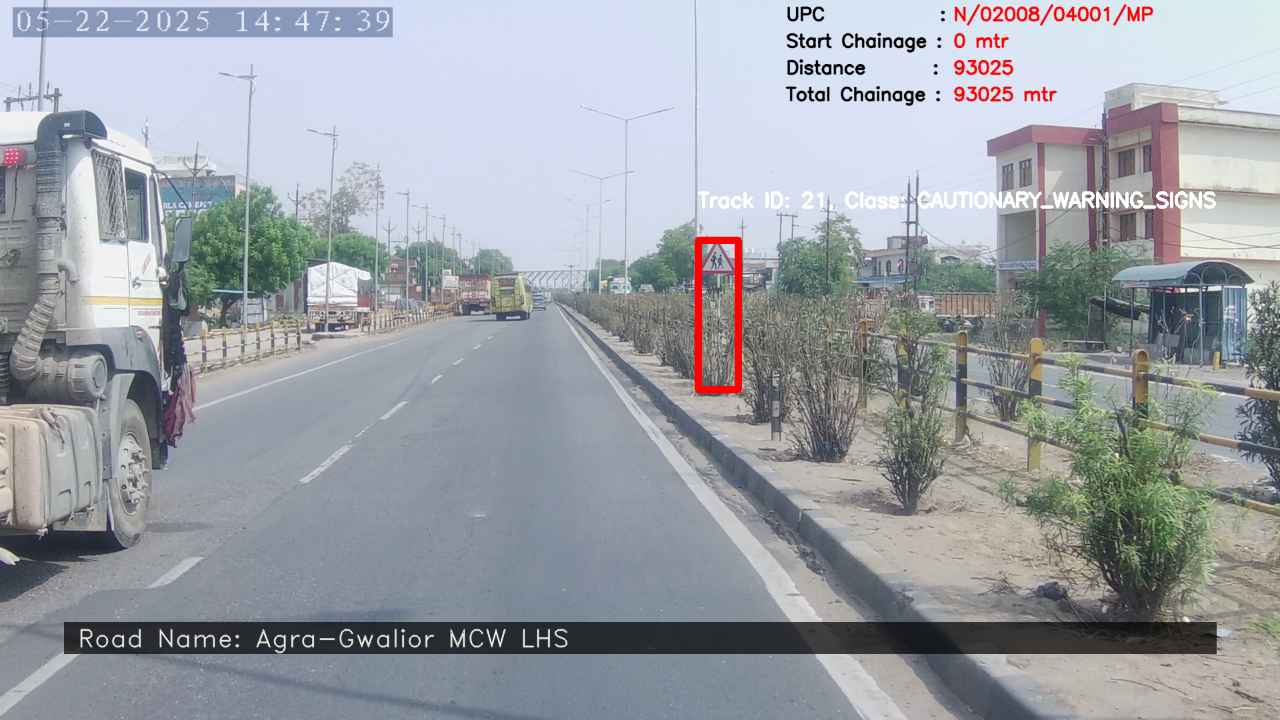 05-22-2025 14:47:39
UPC : N/02008/04001/MP
Start Chainage : 0 mtr
Distance : 93025
Total Chainage : 93025 mtr
Track ID: 21, Class: CAUTIONARY_WARNING_SIGNS
Road Name: Agra-Gwalior MCW LHS